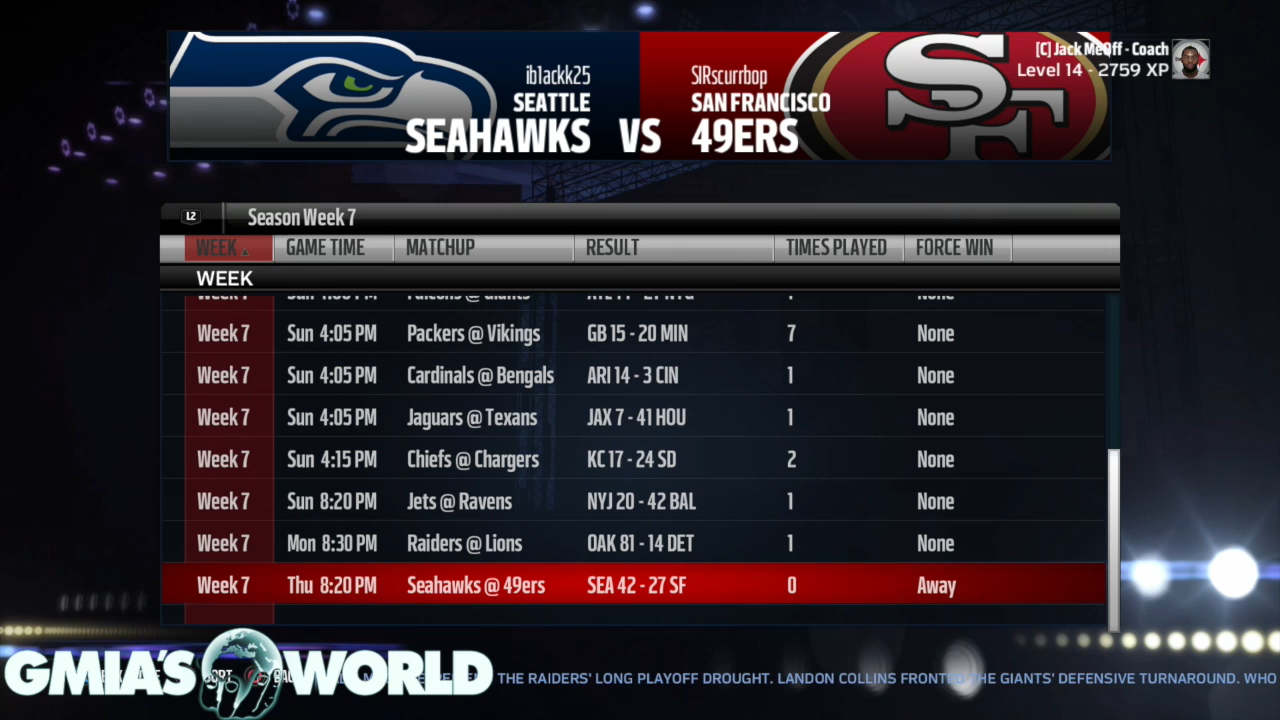 [C] Jack MeOff - Coach
Level 14 - 2759 XP
ib1ackk25
SEATTLE
SEAHAWKS
VS
SIRscurrbop
SAN FRANCISCO
49ERS
SF
L2 Season Week 7
WEEK GAME TIME MATCHUP RESULT TIMES PLAYED FORCE WIN
WEEK
Week 7 Sun 4:05 PM Packers @ Vikings GB 15 - 20 MIN 7 None
Week 7 Sun 4:05 PM Cardinals @ Bengals ARI 14 - 3 CIN 1 None
Week 7 Sun 4:05 PM Jaguars @ Texans JAX 7 - 41 HOU 1 None
Week 7 Sun 4:15 PM Chiefs @ Chargers KC 17 - 24 SD 2 None
Week 7 Sun 8:20 PM Jets @ Ravens NYJ 20 - 42 BAL 1 None
Week 7 Mon 8:30 PM Raiders @ Lions OAK 81 - 14 DET 1 None
Week 7 Thu 8:20 PM Seahawks @ 49ers SEA 42 - 27 SF 0 Away
GMIA'S WORLD
THE RAIDERS' LONG PLAYOFF DROUGHT. LANDON COLLINS FRONTED THE GIANTS' DEFENSIVE TURNAROUND. WHO